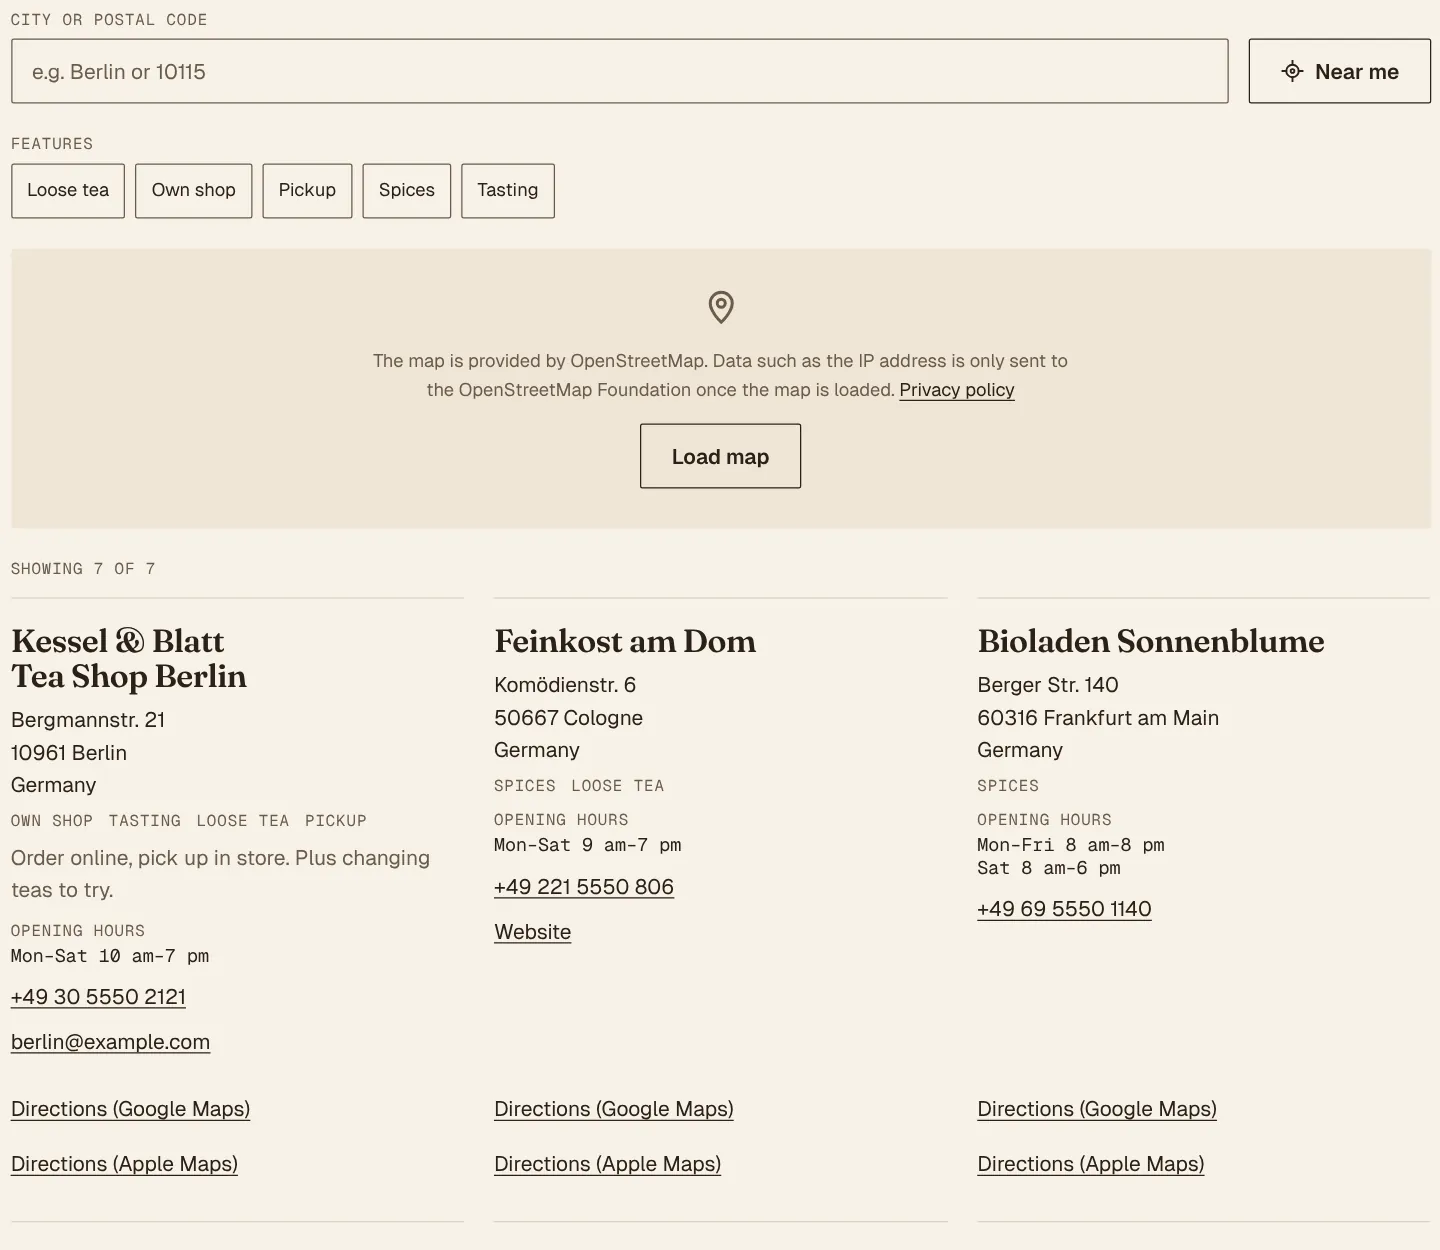 CITY OR POSTAL CODE
e.g. Berlin or 10115
Near me
FEATURES
Loose tea
Own shop
Pickup
Spices
Tasting
The map is provided by OpenStreetMap. Data such as the IP address is only sent to
the OpenStreetMap Foundation once the map is loaded. Privacy policy
Load map
SHOWING 7 OF 7
Kessel & Blatt
Tea Shop Berlin
Bergmannstr. 21
10961 Berlin
Germany
OWN SHOP TASTING LOOSE TEA PICKUP
Order online, pick up in store. Plus changing
teas to try.
OPENING HOURS
Mon–Sat 10 am–7 pm
+49 30 5550 2121
berlin@example.com
Directions (Google Maps)
Directions (Apple Maps)
Feinkost am Dom
Komödienstr. 6
50667 Cologne
Germany
SPICES LOOSE TEA
OPENING HOURS
Mon–Sat 9 am–7 pm
+49 221 5550 806
Website
Directions (Google Maps)
Directions (Apple Maps)
Bioladen Sonnenblume
Berger Str. 140
60316 Frankfurt am Main
Germany
SPICES
OPENING HOURS
Mon–Fri 8 am–8 pm
Sat 8 am–6 pm
+49 69 5550 1140
Directions (Google Maps)
Directions (Apple Maps)